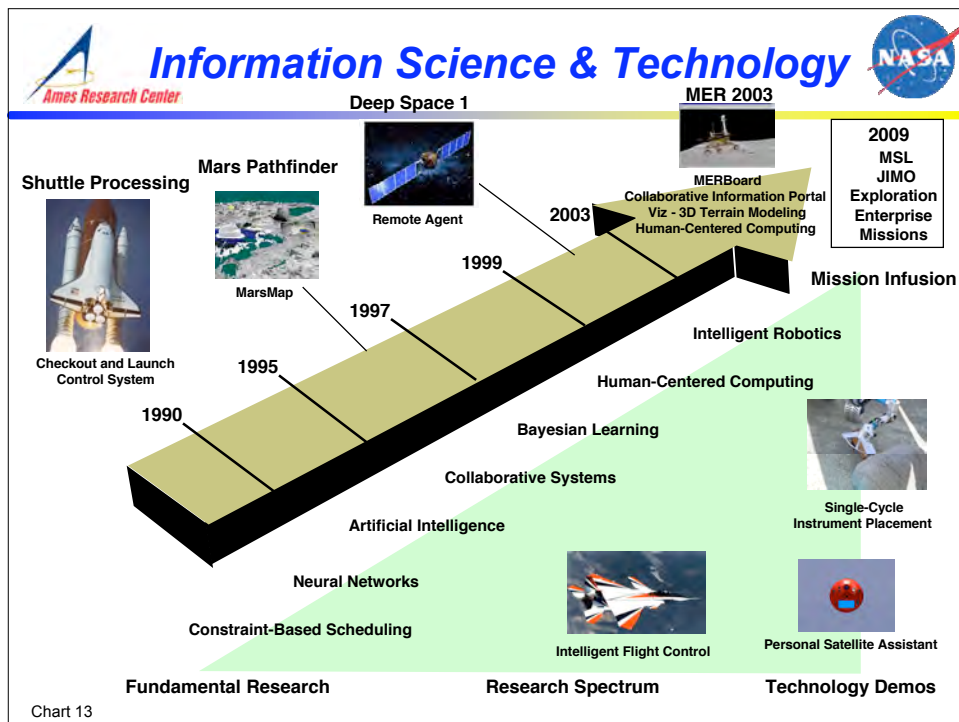 Information Science & Technology
Ames Research Center
NASA
Deep Space 1
MER 2003
Mars Pathfinder
Shuttle Processing
2009
MSL
JIMO
Exploration
Enterprise
Missions
MERBoard
Collaborative Information Portal
Viz - 3D Terrain Modeling
Human-Centered Computing
Remote Agent
2003
1999
MarsMap
1997
Mission Infusion
Checkout and Launch
Control System
1995
1990
Intelligent Robotics
Human-Centered Computing
Bayesian Learning
Collaborative Systems
Artificial Intelligence
Neural Networks
Constraint-Based Scheduling
Single-Cycle
Instrument Placement
Intelligent Flight Control
Personal Satellite Assistant
Fundamental Research
Research Spectrum
Technology Demos
Chart 13